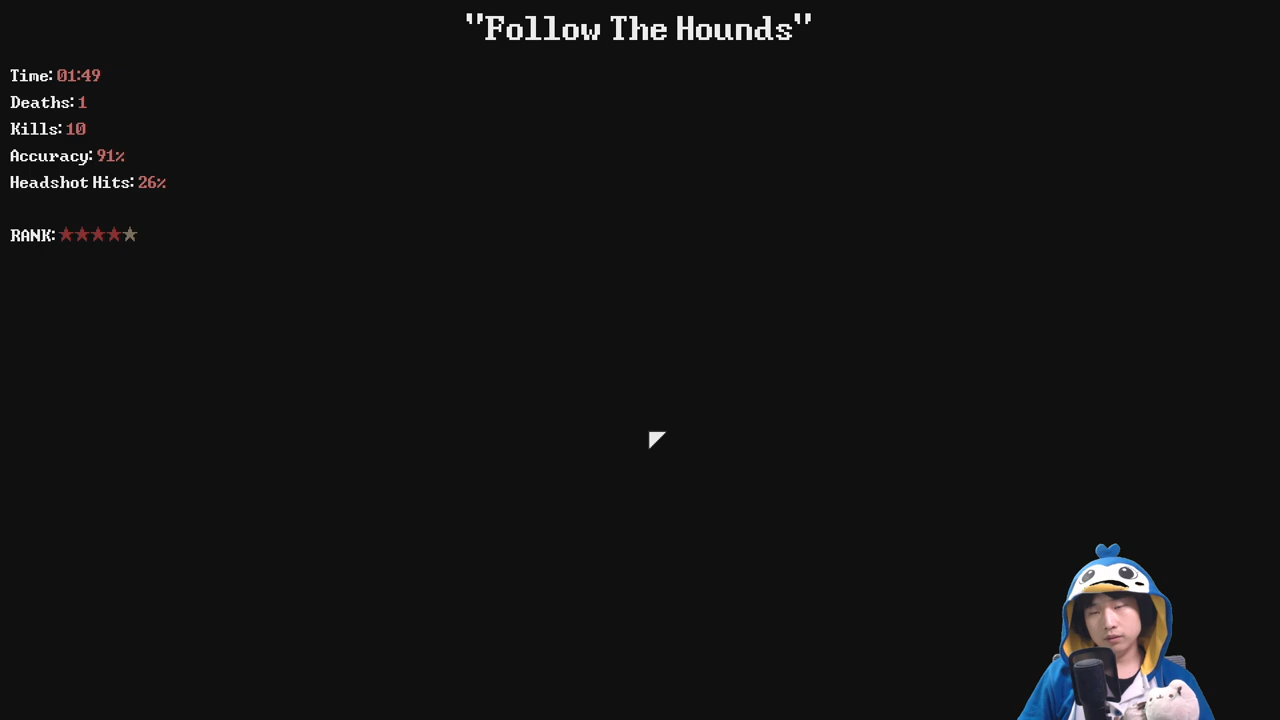 "Follow The Hounds"
Time: 01:49
Deaths: 1
Kills: 10
Accuracy: 91%
Headshot Hits: 26%
RANK: ★★★★★